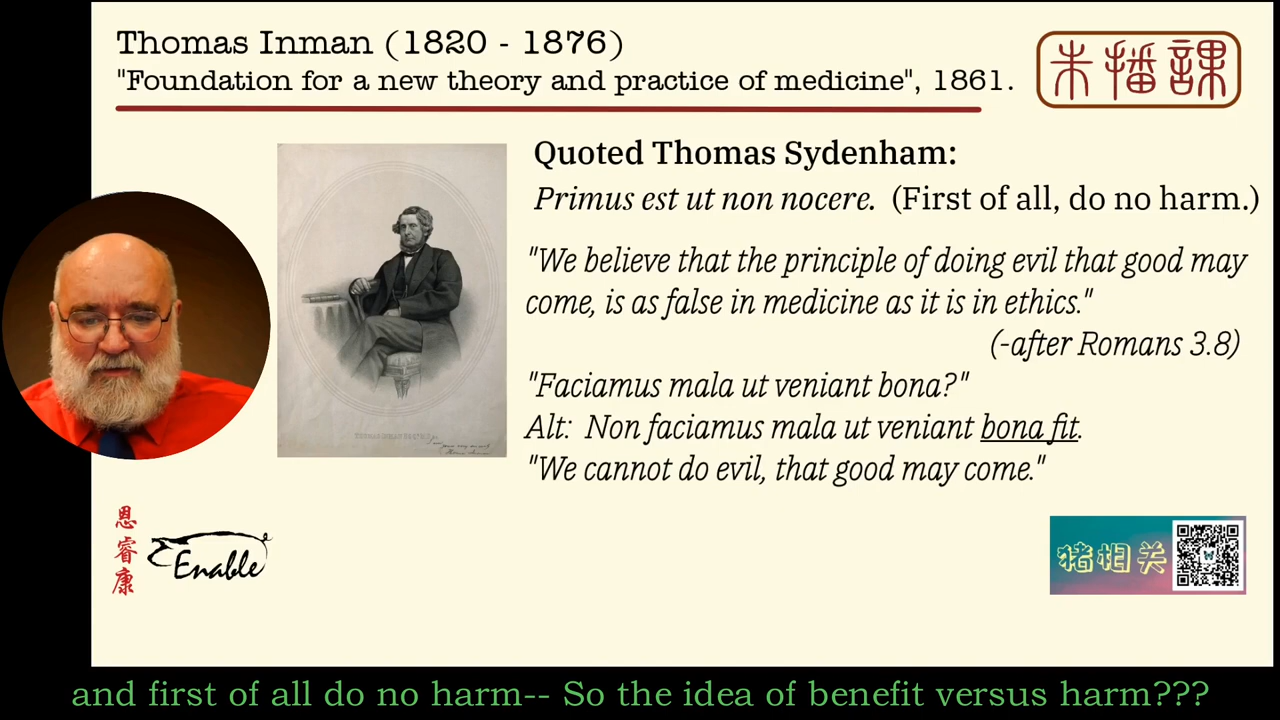 Thomas Inman (1820 - 1876)
"Foundation for a new theory and practice of medicine", 1861.
未播課
Quoted Thomas Sydenham:
Primus est ut non nocere. (First of all, do no harm.)
"We believe that the principle of doing evil that good may
come, is as false in medicine as it is in ethics."
(-after Romans 3.8)
"Faciamus mala ut veniant bona?"
Alt: Non faciamus mala ut veniant bona fit.
"We cannot do evil, that good may come."
恩睿康
Enable
猪相关
and first of all do no harm-- So the idea of benefit versus harm???